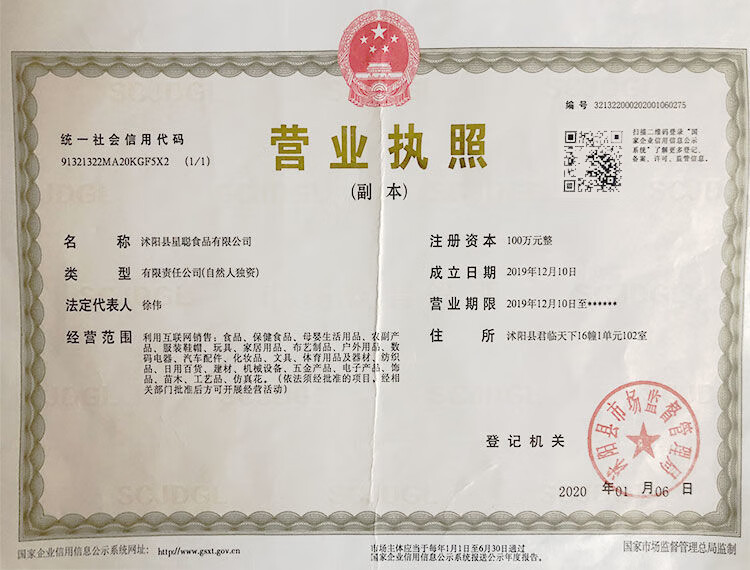 编号 321322000202001060275
统一社会信用代码
91321322MA20KGF5X2 (1/1)
营业执照
(副本)
扫描二维码登录“国
家企业信用信息公示
系统”了解更多登记、
备案、许可、监管信息。
名称 沭阳县星聪食品有限公司
类型 有限责任公司(自然人独资)
法定代表人 徐伟
经营范围 利用互联网销售：食品、保健食品、母婴生活用品、农副产
品、服装鞋帽、玩具、家居用品、布艺制品、户外用品、数
码电器、汽车配件、化妆品、文具、体育用品及器材、纺织
品、日用百货、建材、机械设备、五金产品、电子产品、饰
品、苗木、工艺品、仿真花。（依法须经批准的项目，经相
关部门批准后方可开展经营活动）
注册资本 100万元整
成立日期 2019年12月10日
营业期限 2019年12月10日至******
住所 沭阳县君临天下16幢1单元102室
登记机关
沭阳县市场监督管理局
2020 年 01 月 06 日
SCJDGL
国家企业信用信息公示系统网址： http://www.gsxt.gov.cn
市场主体应当于每年1月1日至6月30日通过
国家企业信用信息公示系统报送公示年度报告。
国家市场监督管理总局监制